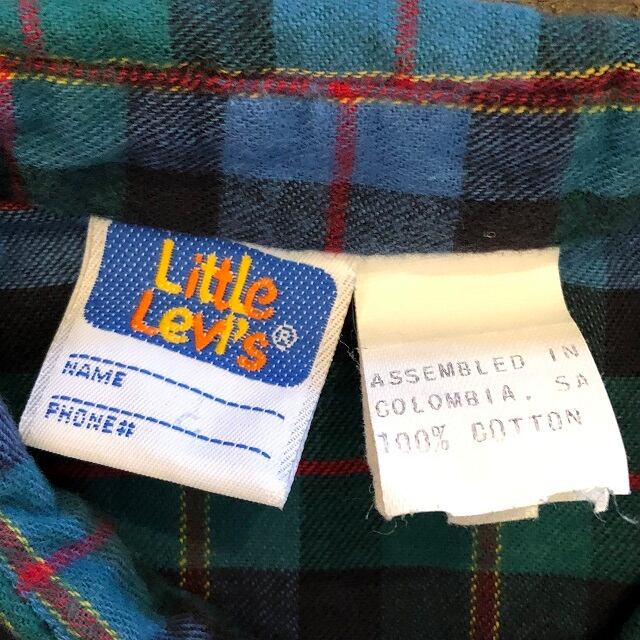 Little
Levi's®
NAME
PHONE#
ASSEMBLED IN
COLOMBIA, SA
100% COTTON